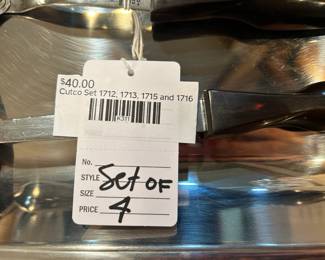 $40.00
Cutco Set 1712, 1713, 1715 and 1716
No.
STYLE Set OF
SIZE
PRICE 4